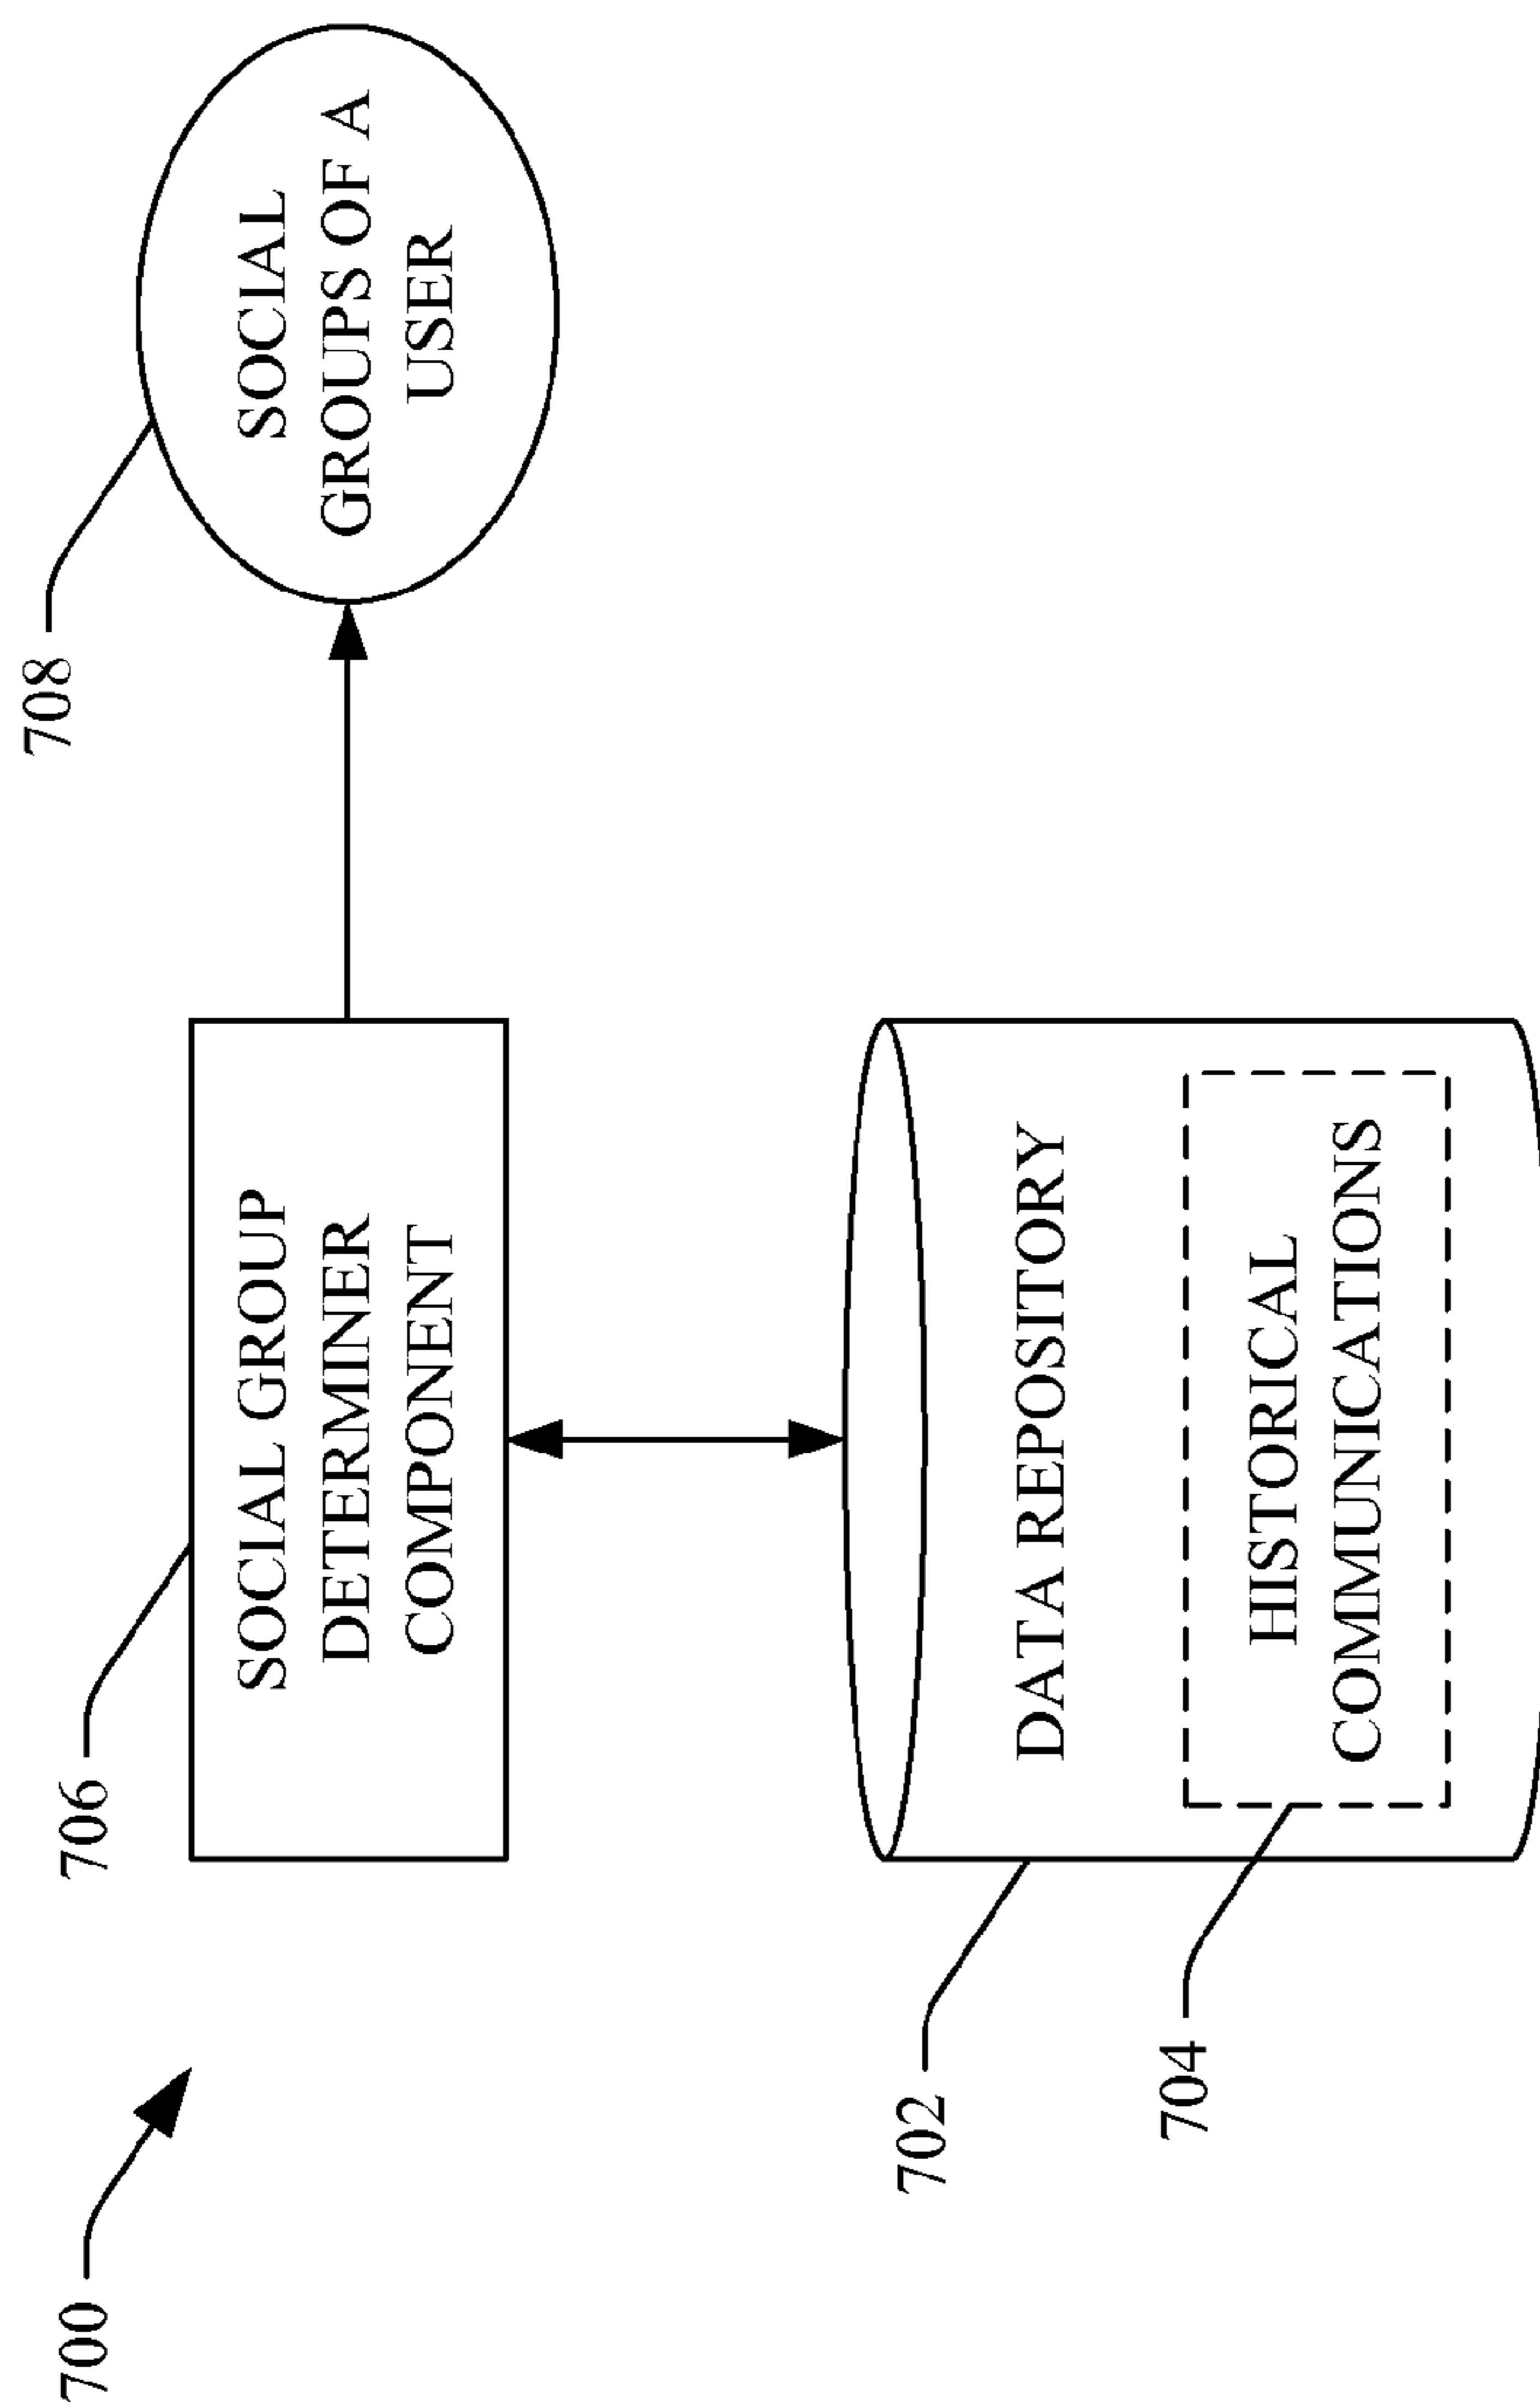 700
706
SOCIAL GROUP
DETERMINER
COMPONENT
708
SOCIAL
GROUPS OF A
USER
702
DATA REPOSITORY
704
HISTORICAL
COMMUNICATIONS